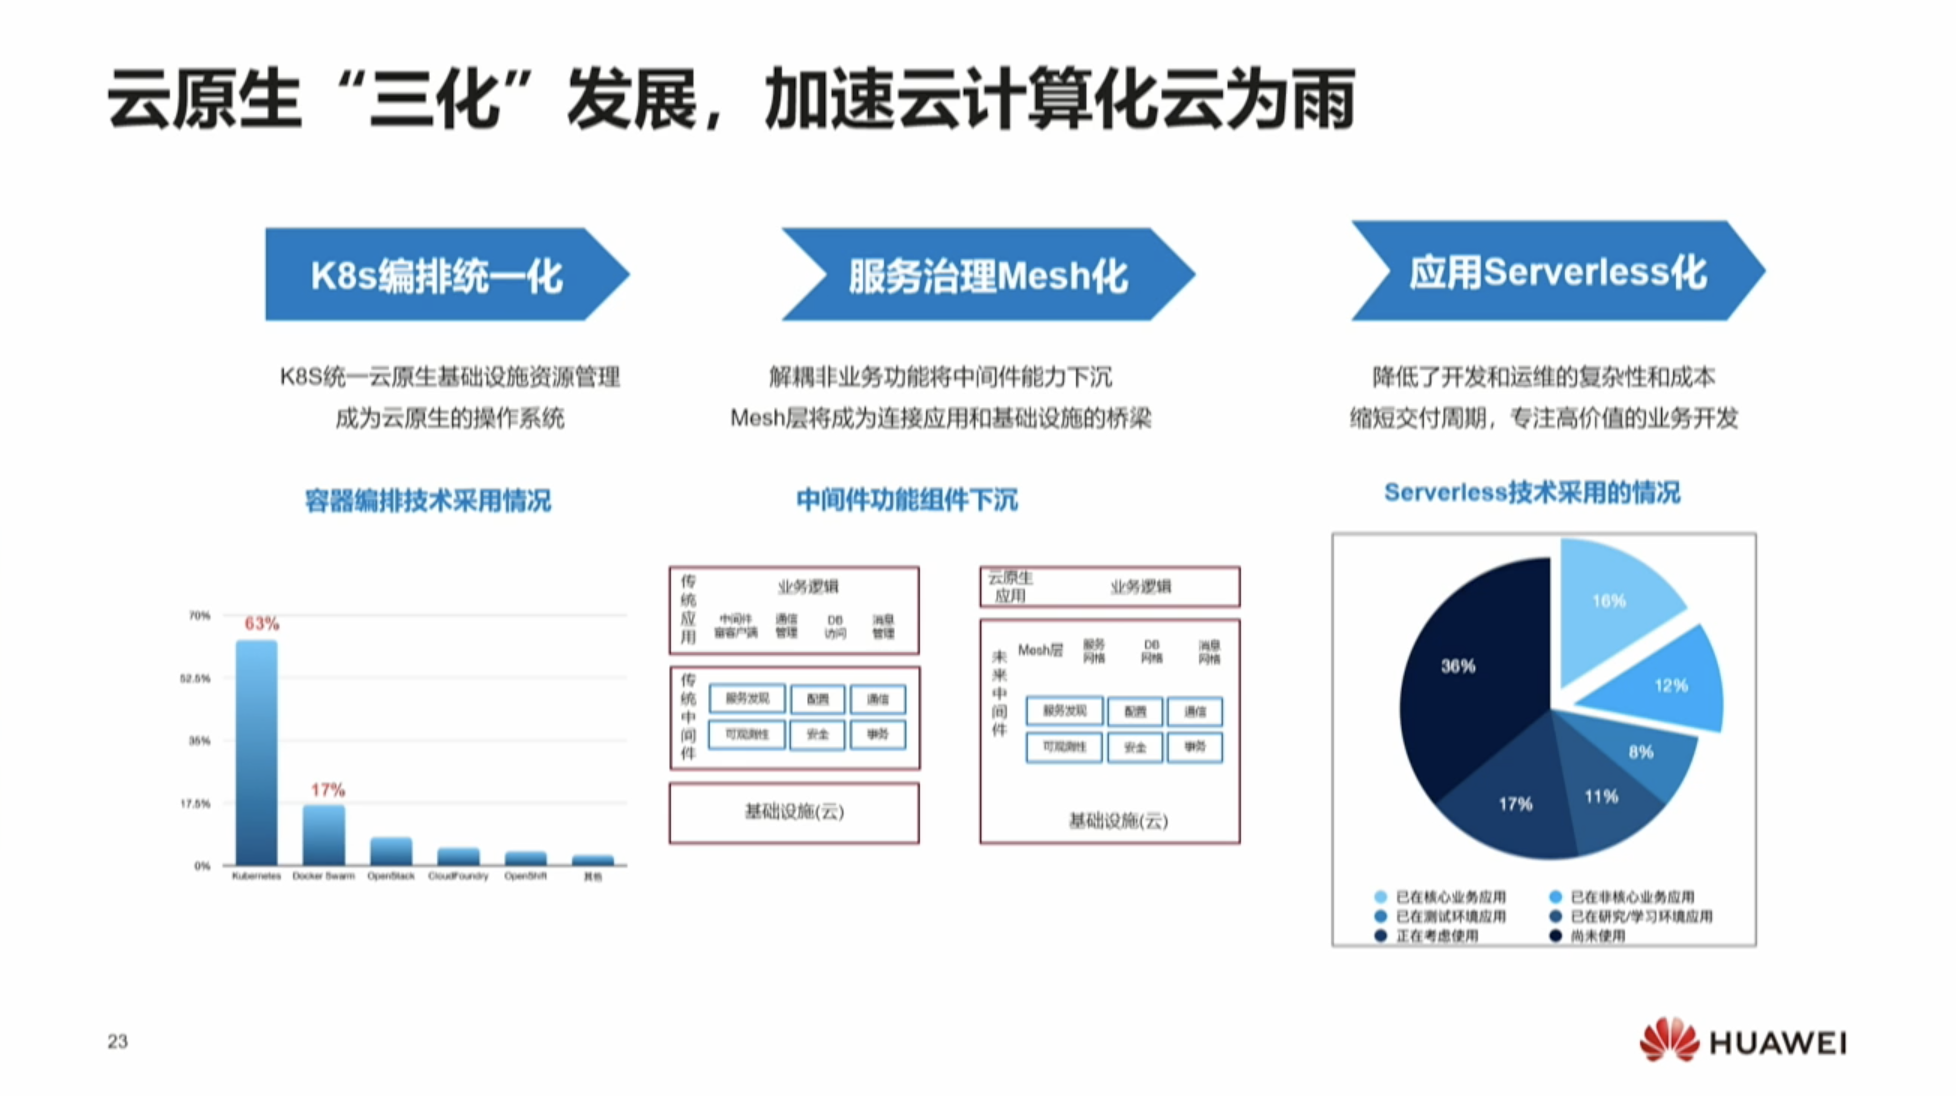 云原生“三化”发展，加速云计算化云为雨
K8s编排统一化
服务治理Mesh化
应用Serverless化
K8S统一云原生基础设施资源管理
成为云原生的操作系统
解耦非业务功能将中间件能力下沉
Mesh层将成为连接应用和基础设施的桥梁
降低了开发和运维的复杂性和成本
缩短交付周期，专注高价值的业务开发
容器编排技术采用情况
70%
52.5%
35%
17.5%
0%
63%
17%
Kubernetes
Docker Swarm
OpenStack
CloudFoundry
OpenShift
其他
中间件功能组件下沉
传统应用
业务逻辑
中间件
富客户端
通信
管理
DB
访问
消息
管理
传统中间件
服务发现
配置
通信
可观测性
安全
事务
基础设施(云)
云原生
应用
业务逻辑
未来中间件
Mesh层
服务
网格
DB
网格
消息
网格
服务发现
配置
通信
可观测性
安全
事务
基础设施(云)
Serverless技术采用的情况
16%
12%
8%
11%
17%
36%
已在核心业务应用
已在非核心业务应用
已在测试环境应用
已在研究/学习环境应用
正在考虑使用
尚未使用
23
HUAWEI